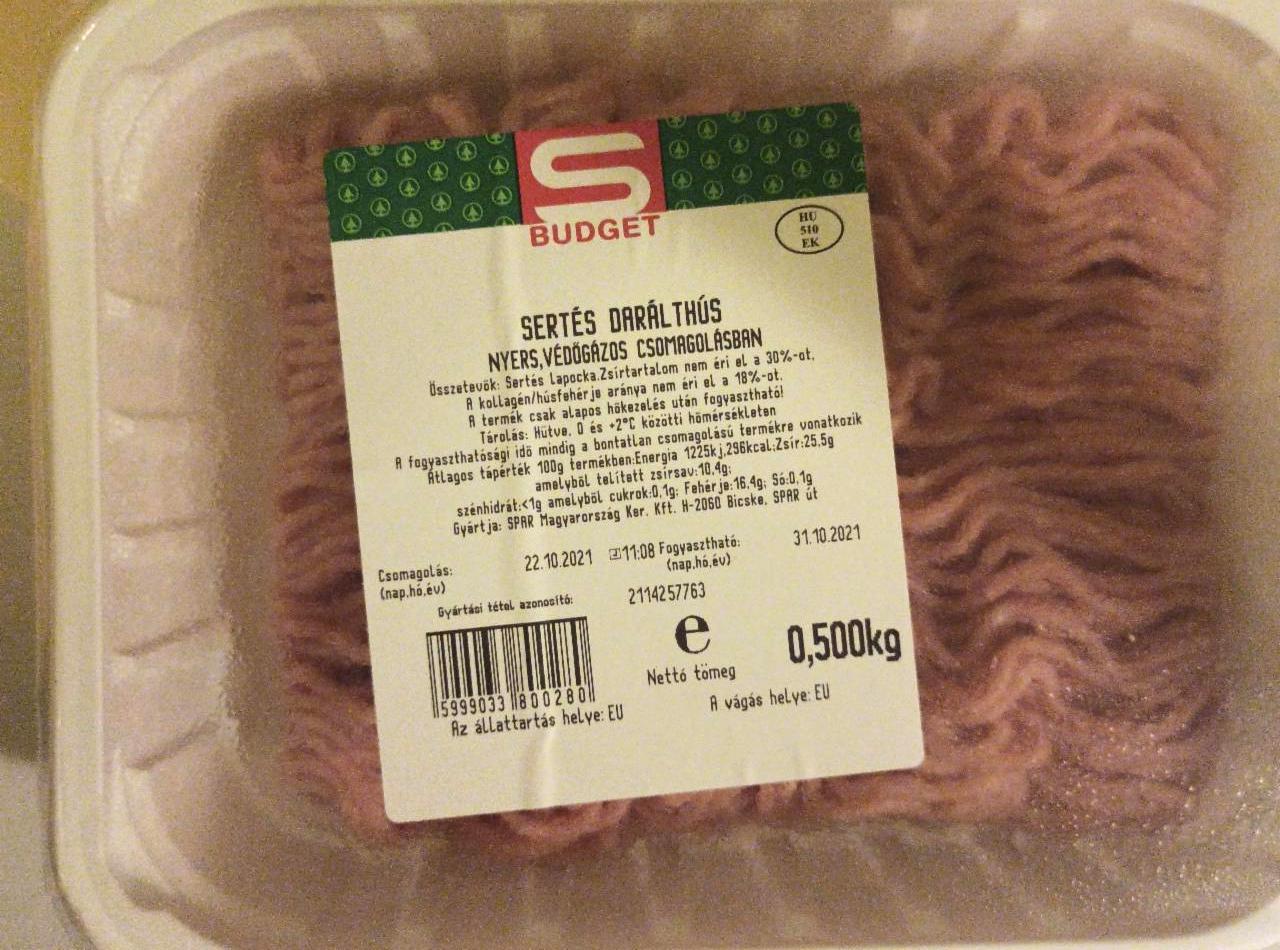 S
BUDGET
HU
510
EK
SERTÉS DARÁLTHÚS
NYERS,VÉDŐGÁZOS CSOMAGOLÁSBAN
Összetevők: Sertés Lapocka.Zsírtartalom nem éri el a 30%-ot.
A kollagén/húsfehérje aránya nem éri el a 18%-ot.
A termék csak alapos hőkezelés után fogyasztható!
Tárolás: Hűtve, 0 és +2°C közötti hőmérsékleten
A fogyaszthatósági idő mindig a bontatlan csomagolású termékre vonatkozik
Átlagos tápérték 100g termékben:Energia 1225kj,296kcal:Zsír:25,5g
amelyből telített zsírsav:10,4g;
szénhidrát:<1g amelyből cukrok:0,1g; Fehérje:16,4g; Só:0,1g
Gyártja: SPAR Magyarország Ker. Kft. H-2060 Bicske, SPAR út
Csomagolás: 22.10.2021 11:08 Fogyasztható: 31.10.2021
(nap,hó,év) (nap,hó,év)
Gyártási tétel azonosító: 2114257763
5999033 800280
e
0,500kg
Nettó tömeg
Az állattartás helye: EU
A vágás helye: EU